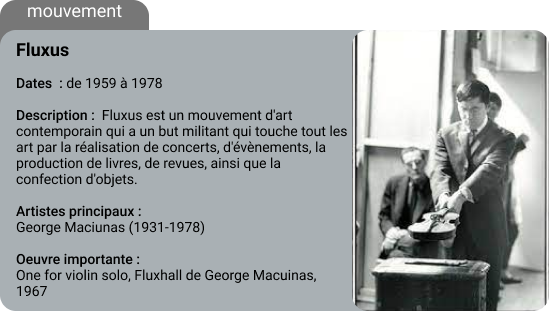 mouvement
Fluxus
Dates : de 1959 à 1978
Description : Fluxus est un mouvement d'art
contemporain qui a un but militant qui touche tout les
art par la réalisation de concerts, d'évènements, la
production de livres, de revues, ainsi que la
confection d'objets.
Artistes principaux :
George Maciunas (1931-1978)
Oeuvre importante :
One for violin solo, Fluxhall de George Macuinas,
1967